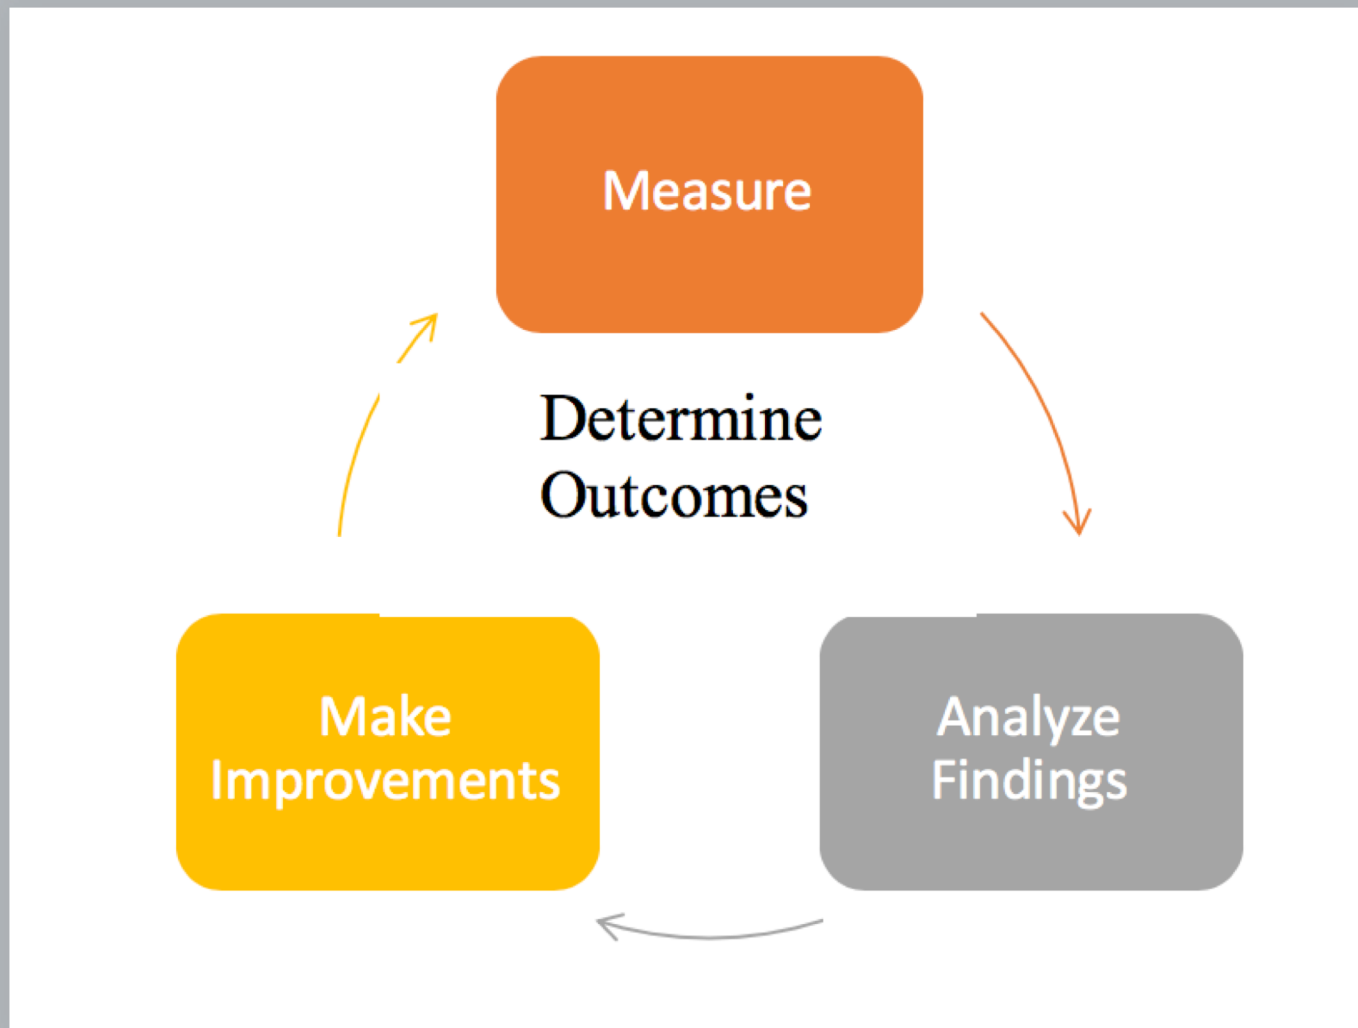 Measure
Determine
Outcomes
Make
Improvements
Analyze
Findings